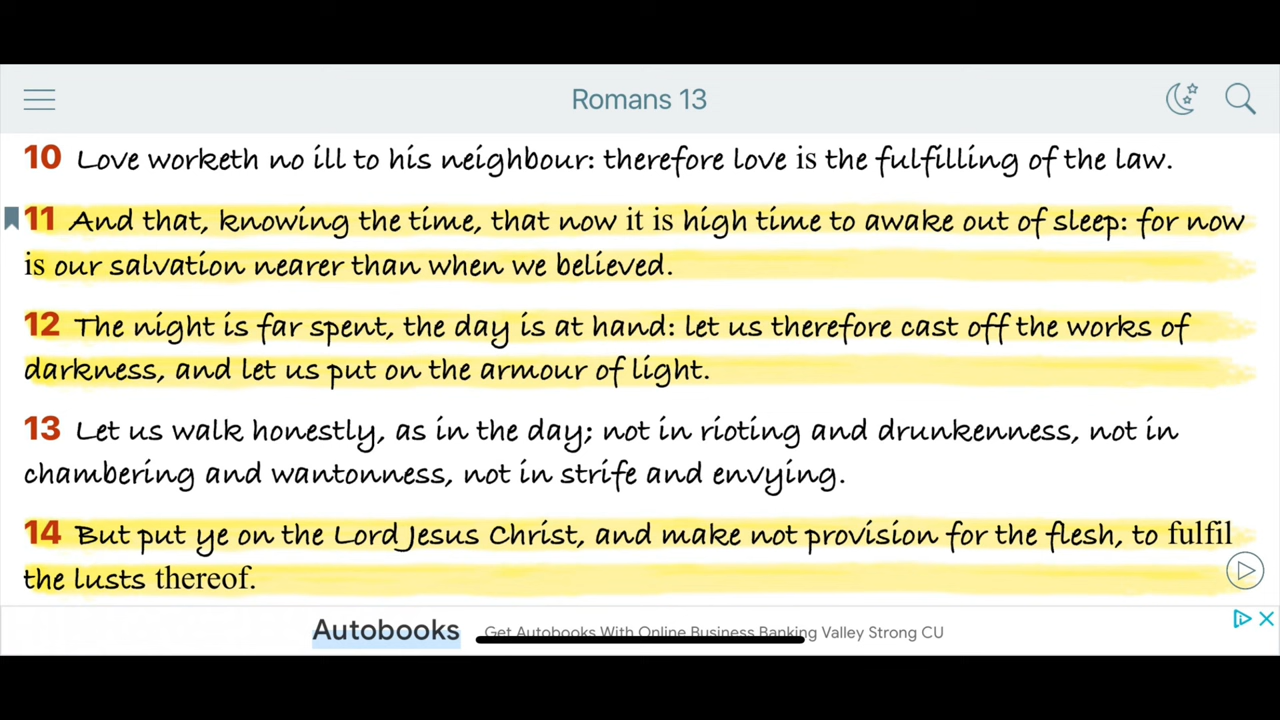 Romans 13
10 Love worketh no ill to his neighbour: therefore love is the fulfilling of the law.
11 And that, knowing the time, that now it is high time to awake out of sleep: for now
is our salvation nearer than when we believed.
12 The night is far spent, the day is at hand: let us therefore cast off the works of
darkness, and let us put on the armour of light.
13 Let us walk honestly, as in the day; not in rioting and drunkenness, not in
chambering and wantonness, not in strife and envying.
14 But put ye on the Lord Jesus Christ, and make not provision for the flesh, to fulfil
the lusts thereof.
Autobooks Get Autobooks With Online Business Banking Valley Strong CU